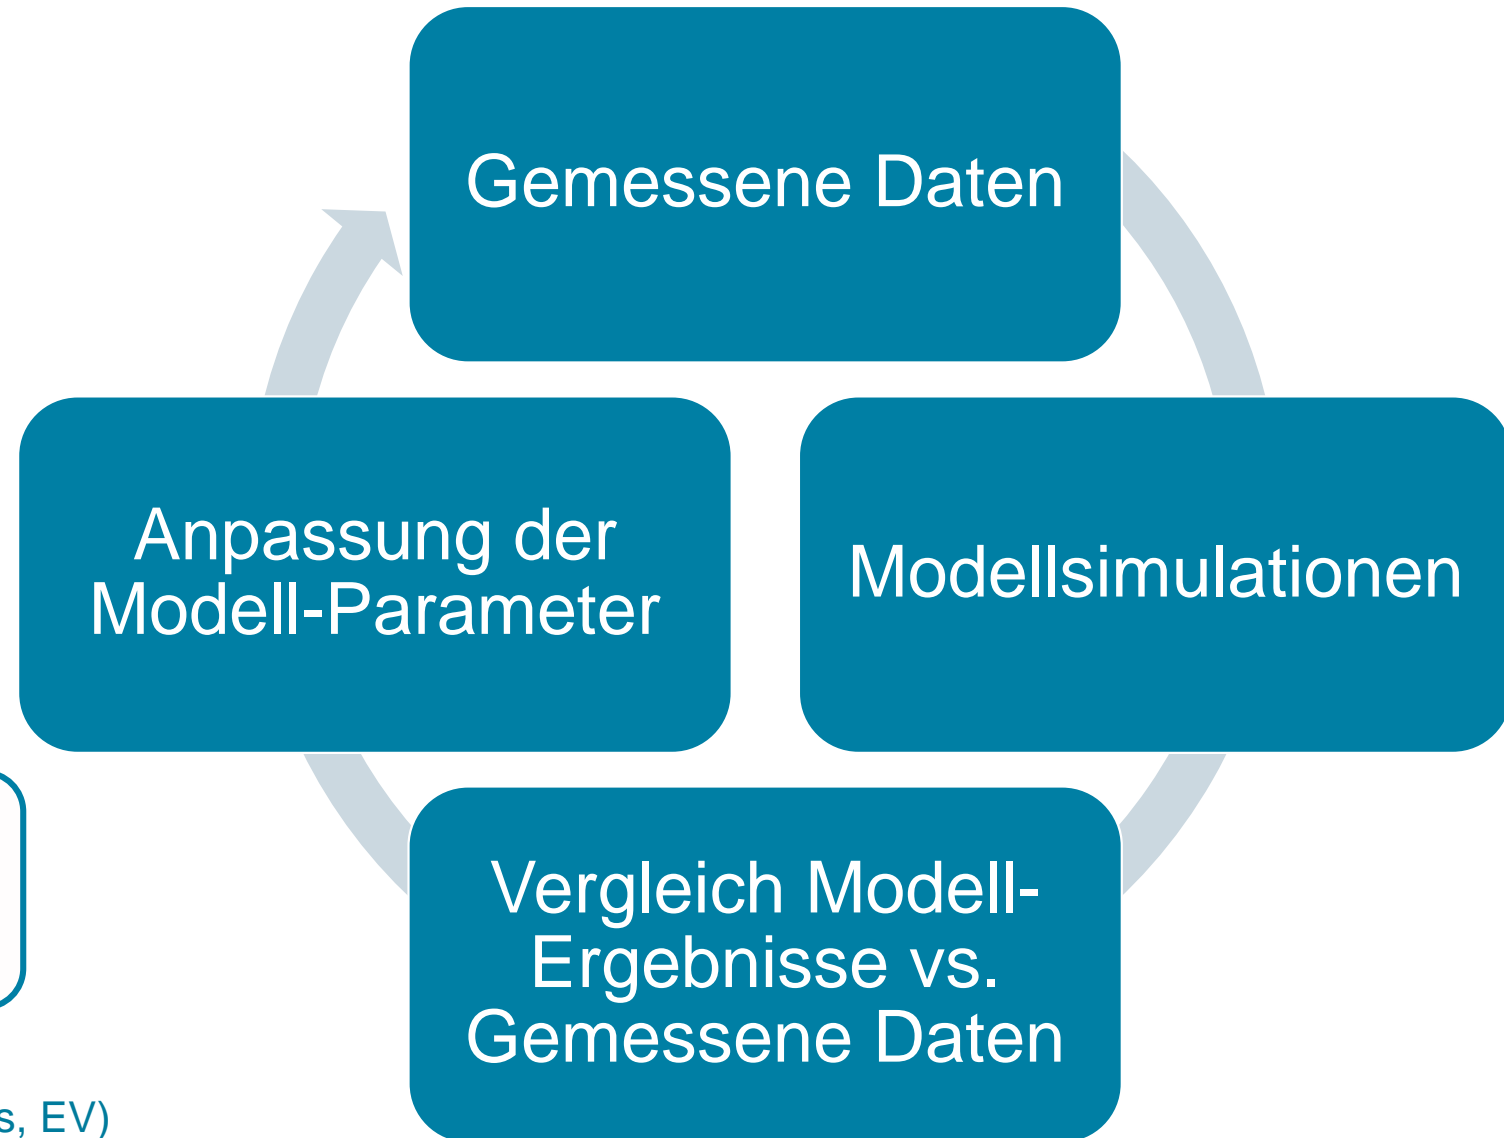 Gemessene Daten
Anpassung der
Modell-Parameter
Modellsimulationen
Vergleich Modell-
Ergebnisse vs.
Gemessene Daten
s, EV)